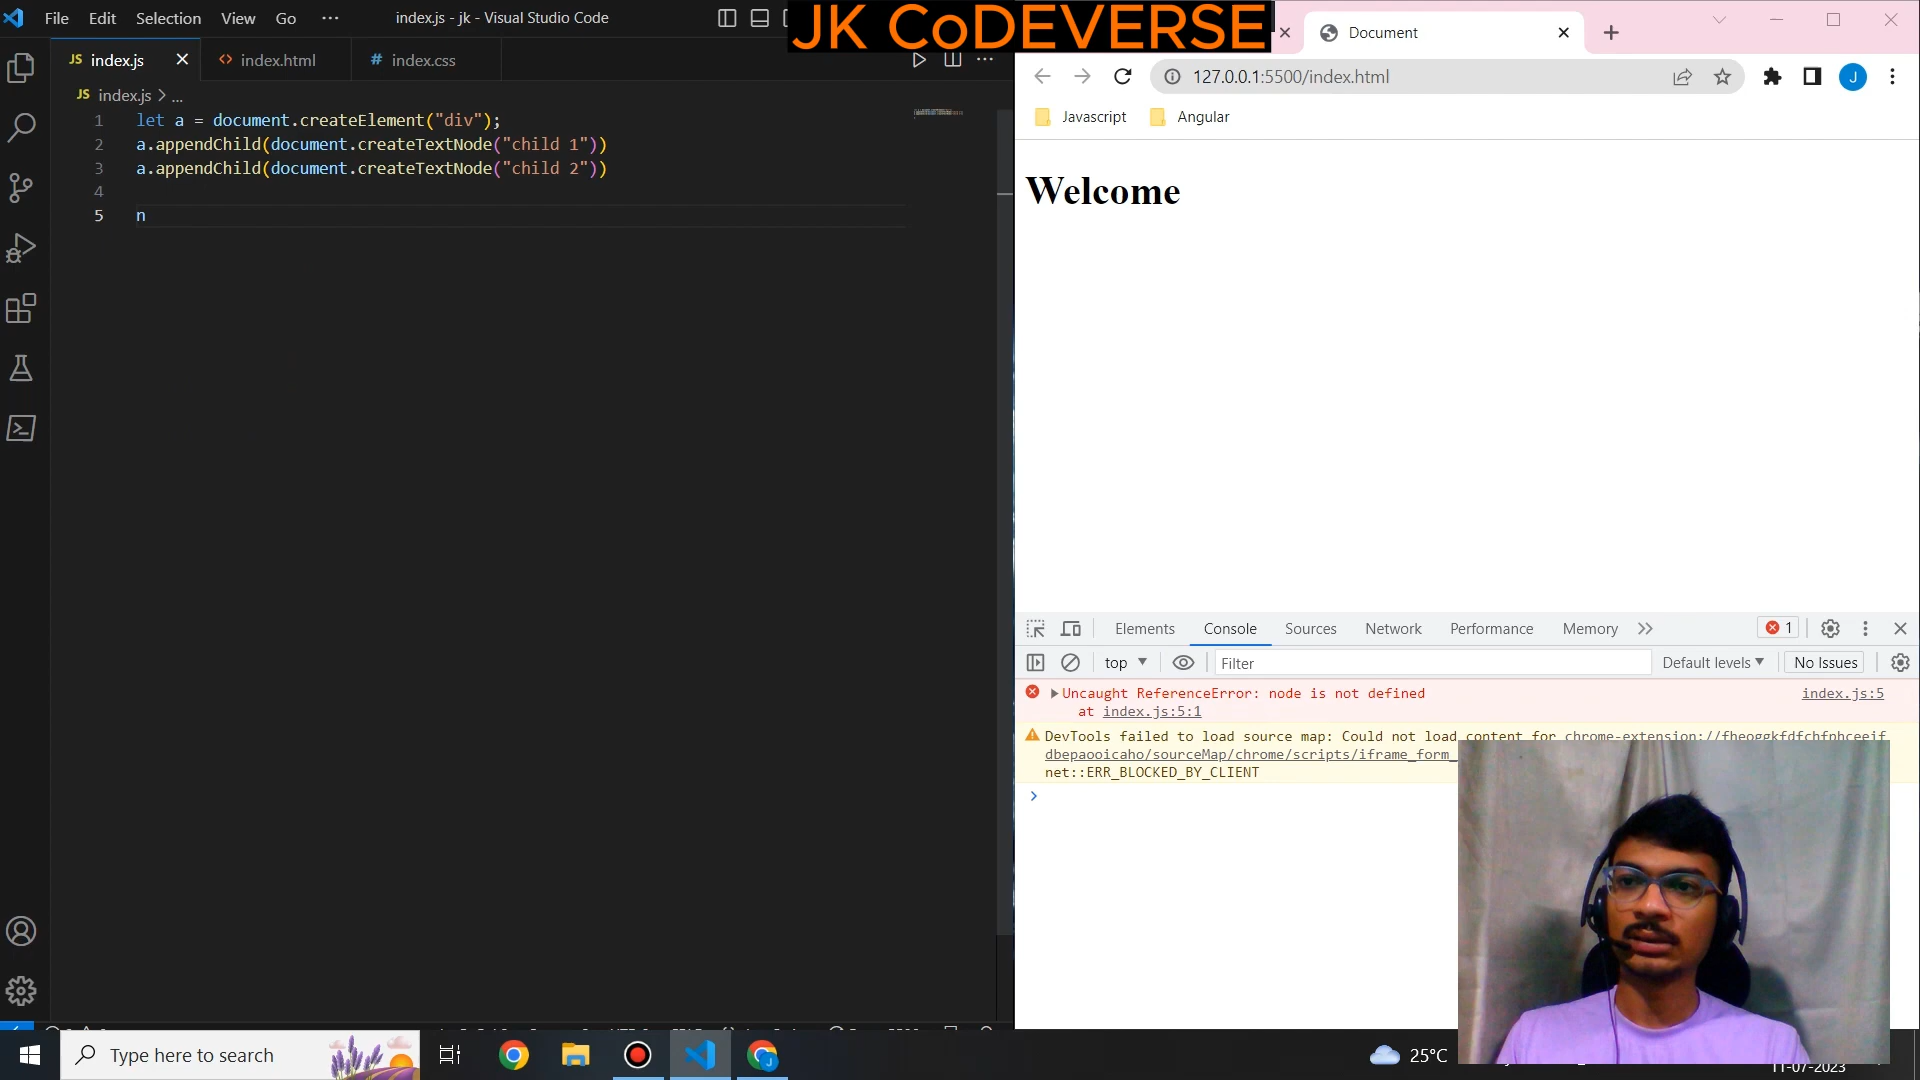 File Edit Selection View Go ··· index.js - jk - Visual Studio Code
JK CoDEVERSE
JS index.js
<> index.html
# index.css
JS index.js > ...
1 let a = document.createElement("div");
2 a.appendChild(document.createTextNode("child 1"))
3 a.appendChild(document.createTextNode("child 2"))
4
5 n
Document
127.0.0.1:5500/index.html
J
Javascript Angular
Welcome
Elements Console Sources Network Performance Memory 1
top Filter Default levels No Issues
Uncaught ReferenceError: node is not defined index.js:5
at index.js:5:1
DevTools failed to load source map: Could not load content for chrome-extension://fheoggkfdfchfphceeif
dbepaooicaho/sourceMap/chrome/scripts/iframe_form_
net::ERR_BLOCKED_BY_CLIENT
Type here to search
25°C
11-07-2023